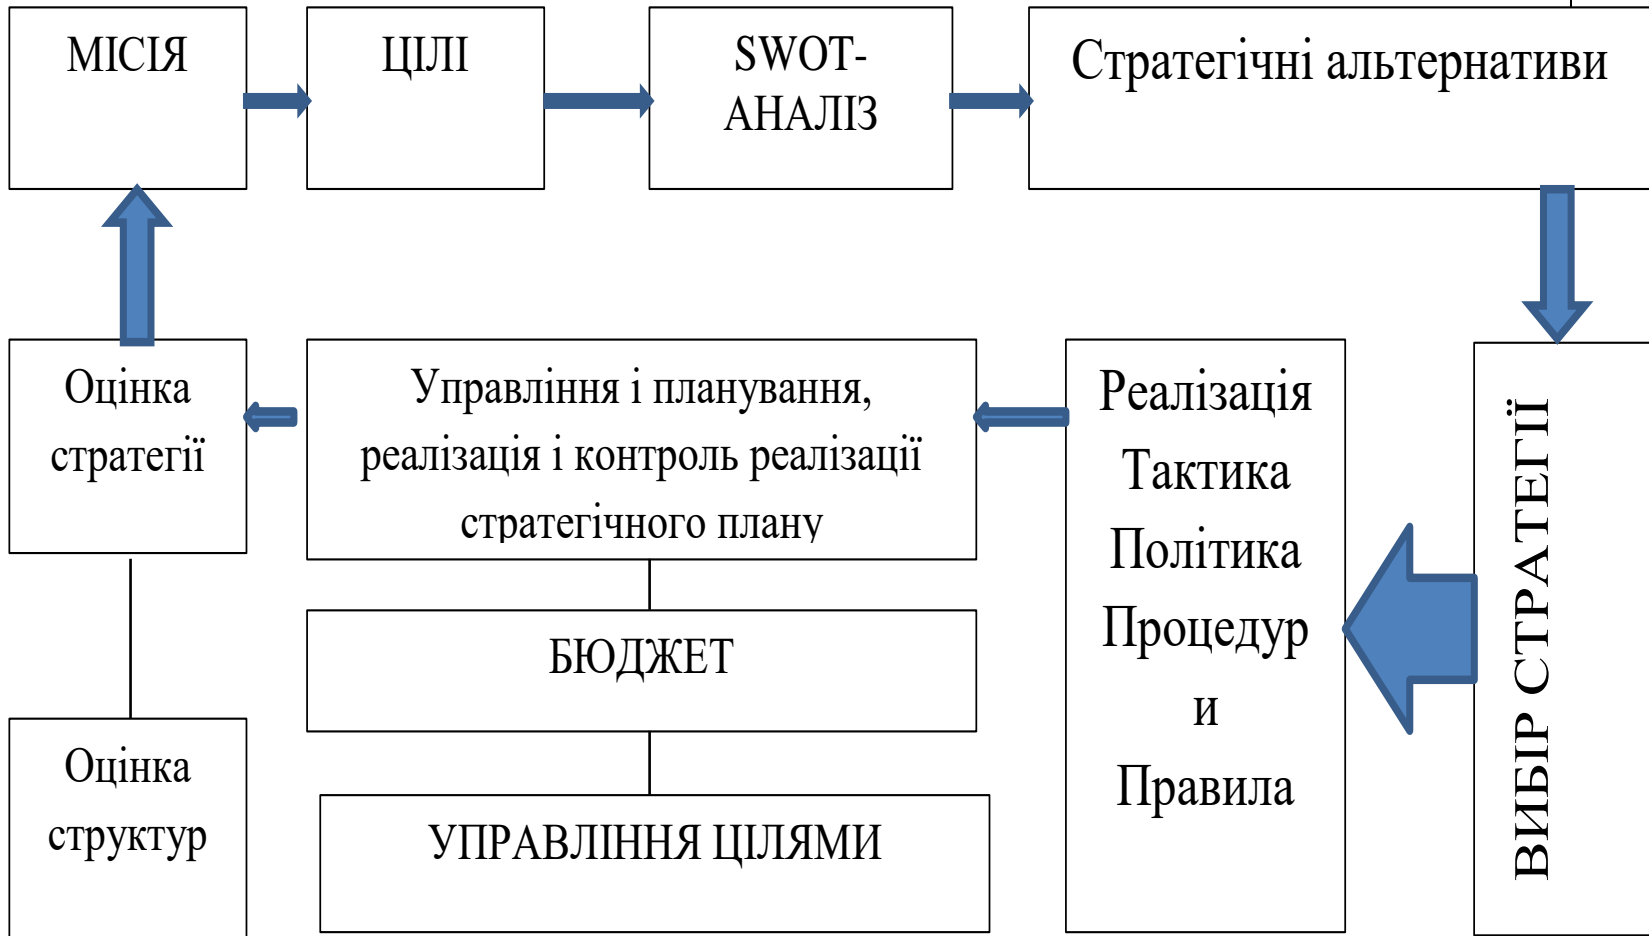 МІСІЯ
ЦІЛІ
SWOT-
АНАЛІЗ
Стратегічні альтернативи
Оцінка
стратегії
Управління і планування,
реалізація і контроль реалізації
стратегічного плану
Реалізація
Тактика
Політика
Процедур
и
Правила
ВИБІР СТРАТЕГІЇ
БЮДЖЕТ
Оцінка
структур
УПРАВЛІННЯ ЦІЛЯМИ